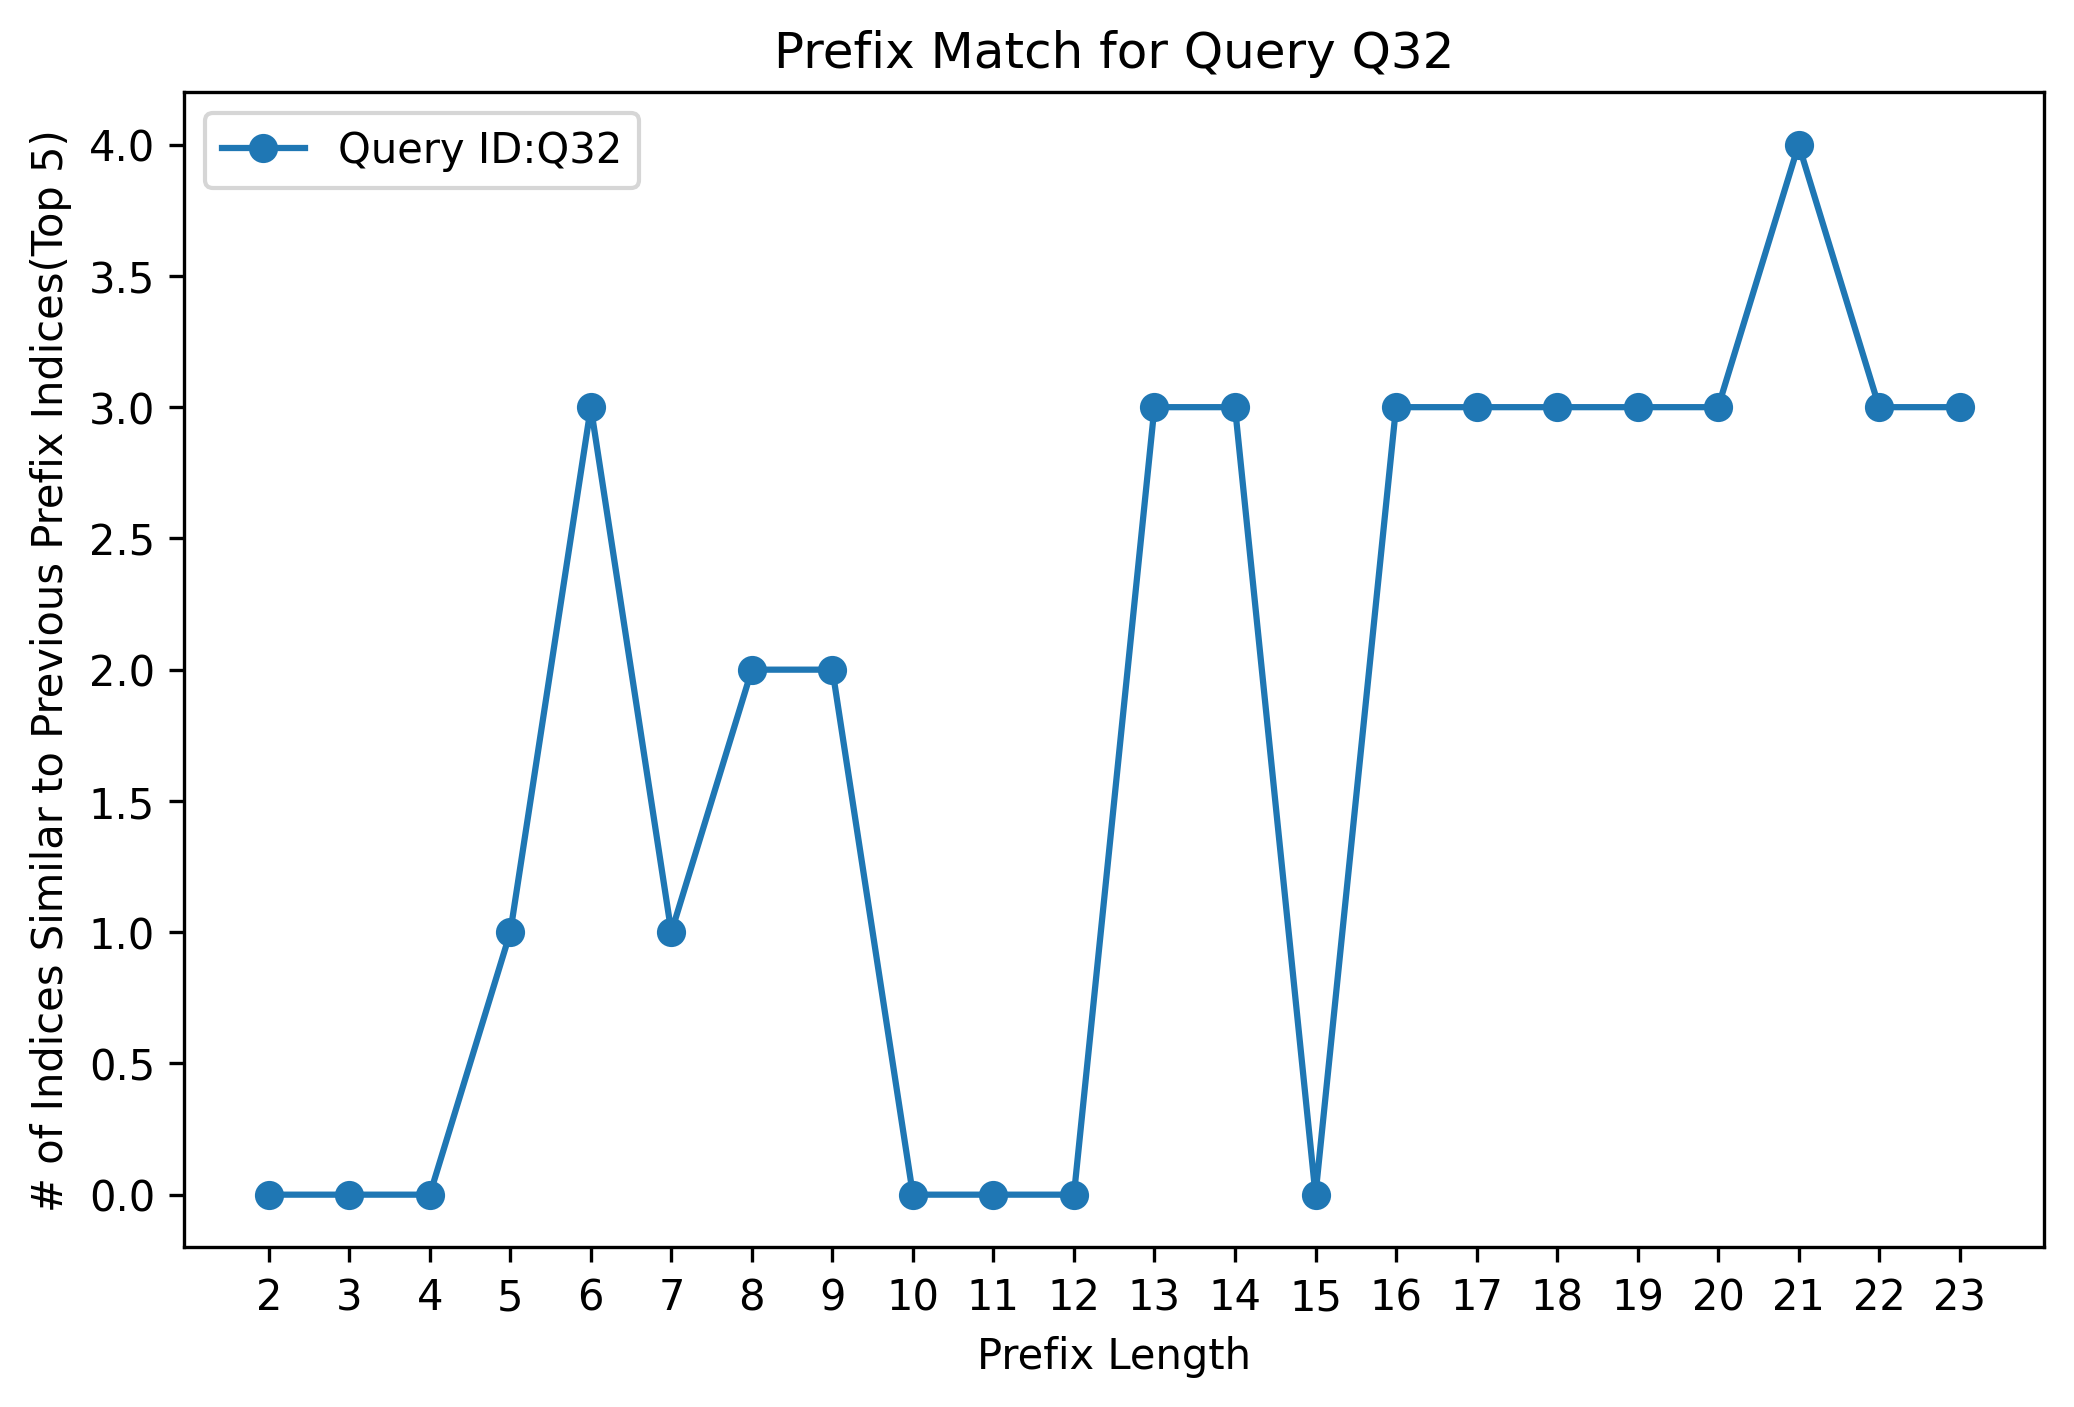 Prefix Match for Query Q32
Query ID:Q32
# of Indices Similar to Previous Prefix Indices(Top 5)
4.0
3.5
3.0
2.5
2.0
1.5
1.0
0.5
0.0
2 3 4 5 6 7 8 9 10 11 12 13 14 15 16 17 18 19 20 21 22 23
Prefix Length